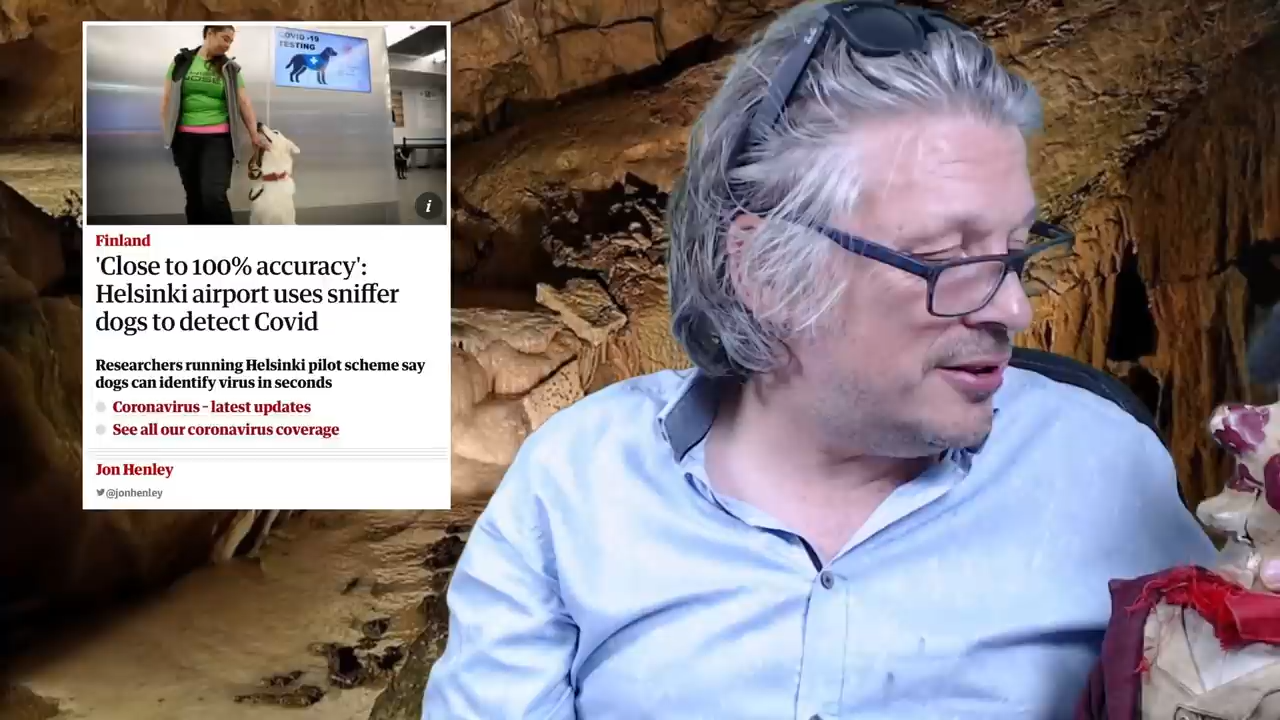 COVID -19
TESTING
NOSE
i
Finland
'Close to 100% accuracy':
Helsinki airport uses sniffer
dogs to detect Covid
Researchers running Helsinki pilot scheme say
dogs can identify virus in seconds
Coronavirus – latest updates
See all our coronavirus coverage
Jon Henley
@jonhenley